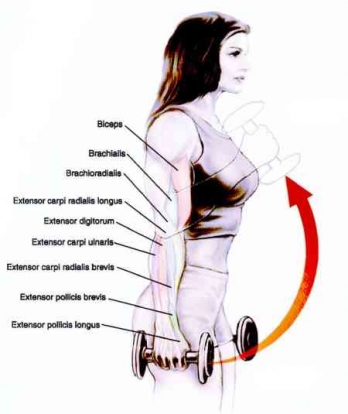 Biceps
Brachialis
Brachioradialis
Extensor carpi radialis longus
Extensor digitorum
Extensor carpi ulnaris
Extensor carpi radialis brevis
Extensor pollicis brevis
Extensor pollicis longus